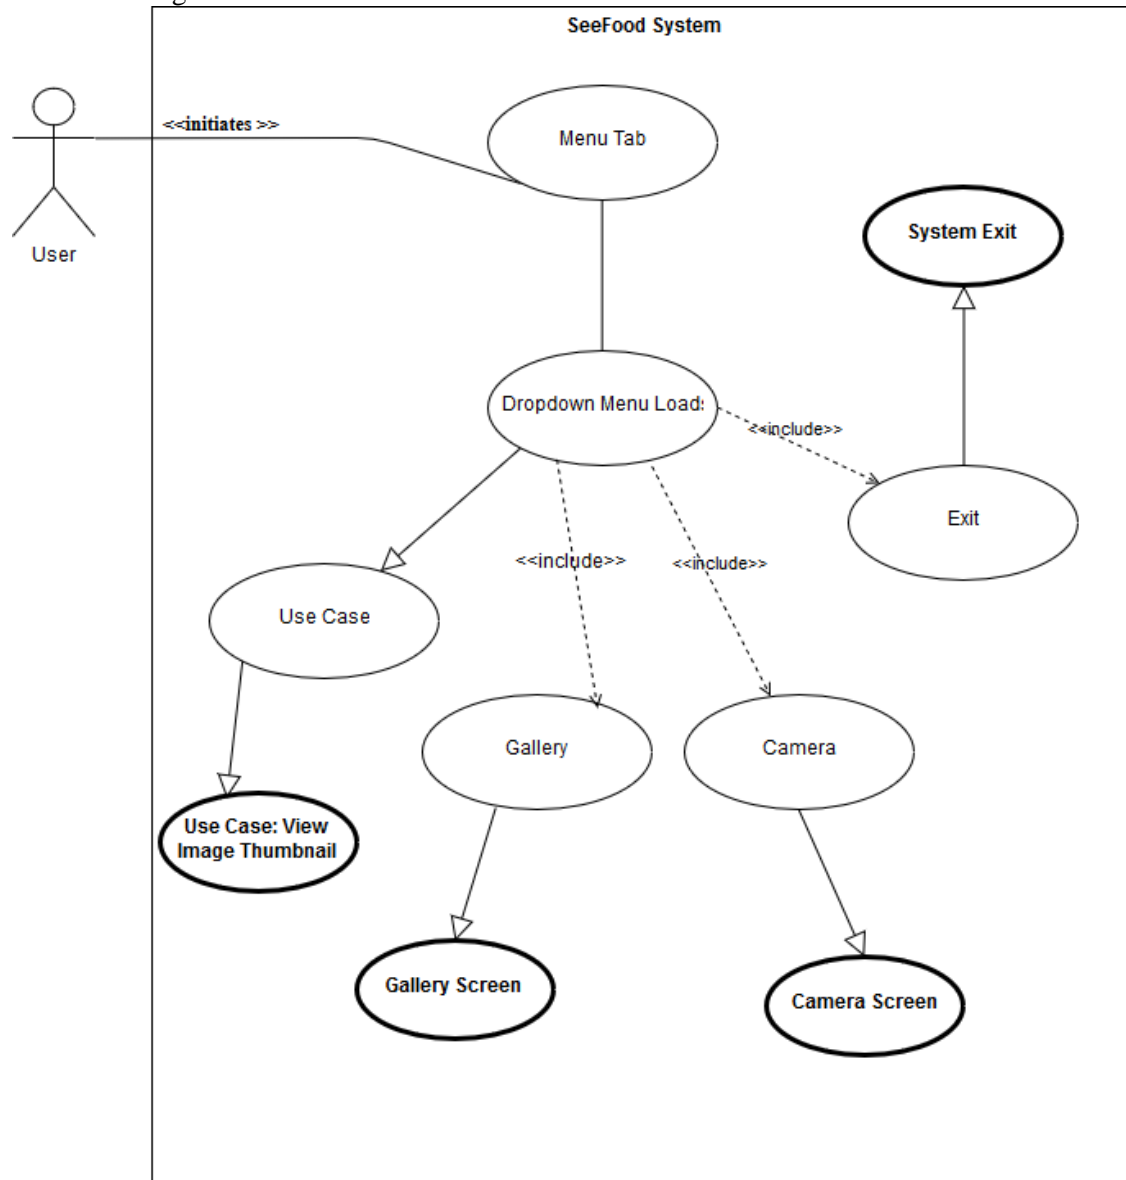 SeeFood System
<<initiates >>
Menu Tab
User
System Exit
Dropdown Menu Loads
<<include>>
Exit
<<include>>
<<include>>
Use Case
Gallery
Camera
Use Case: View
Image Thumbnail
Gallery Screen
Camera Screen